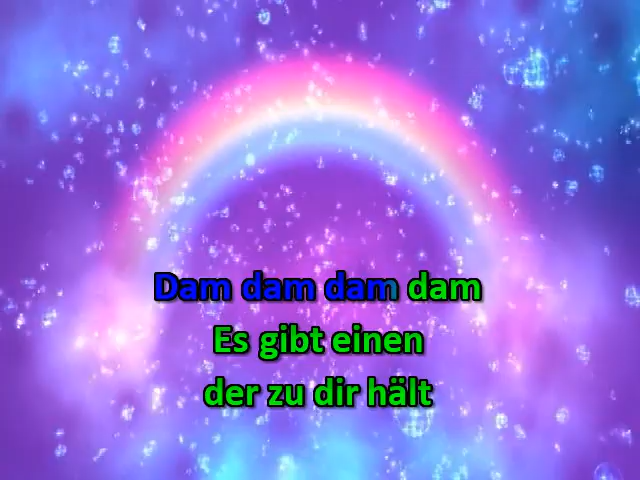 Dam dam dam dam
Es gibt einen
der zu dir hält